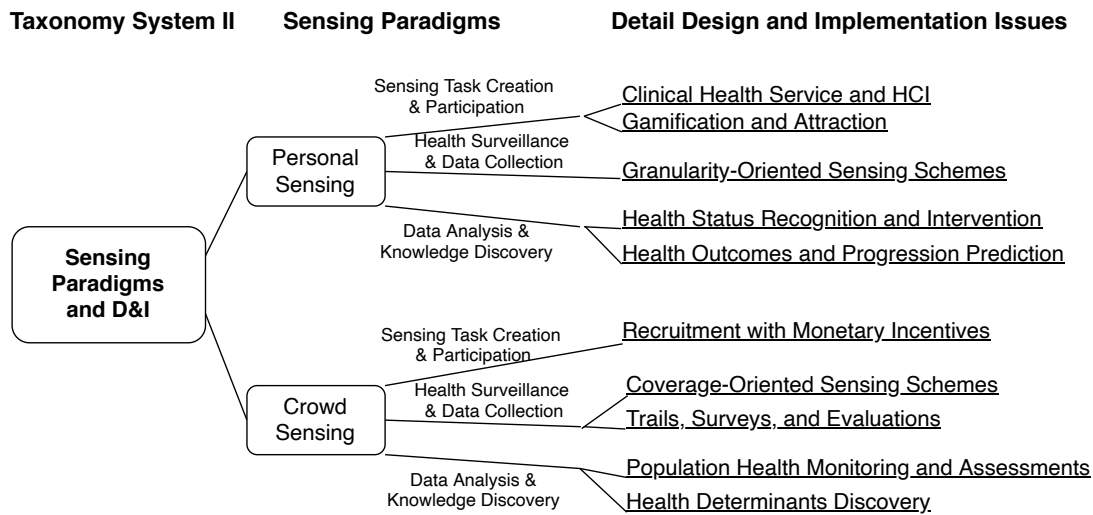 Taxonomy System II
Sensing Paradigms
Detail Design and Implementation Issues
Sensing Task Creation
& Participation
Clinical Health Service and HCI
Gamification and Attraction
Personal
Sensing
Health Surveillance
& Data Collection
Granularity-Oriented Sensing Schemes
Data Analysis &
Knowledge Discovery
Health Status Recognition and Intervention
Health Outcomes and Progression Prediction
Sensing
Paradigms
and D&I
Sensing Task Creation
& Participation
Recruitment with Monetary Incentives
Crowd
Sensing
Health Surveillance
& Data Collection
Coverage-Oriented Sensing Schemes
Trails, Surveys, and Evaluations
Data Analysis &
Knowledge Discovery
Population Health Monitoring and Assessments
Health Determinants Discovery